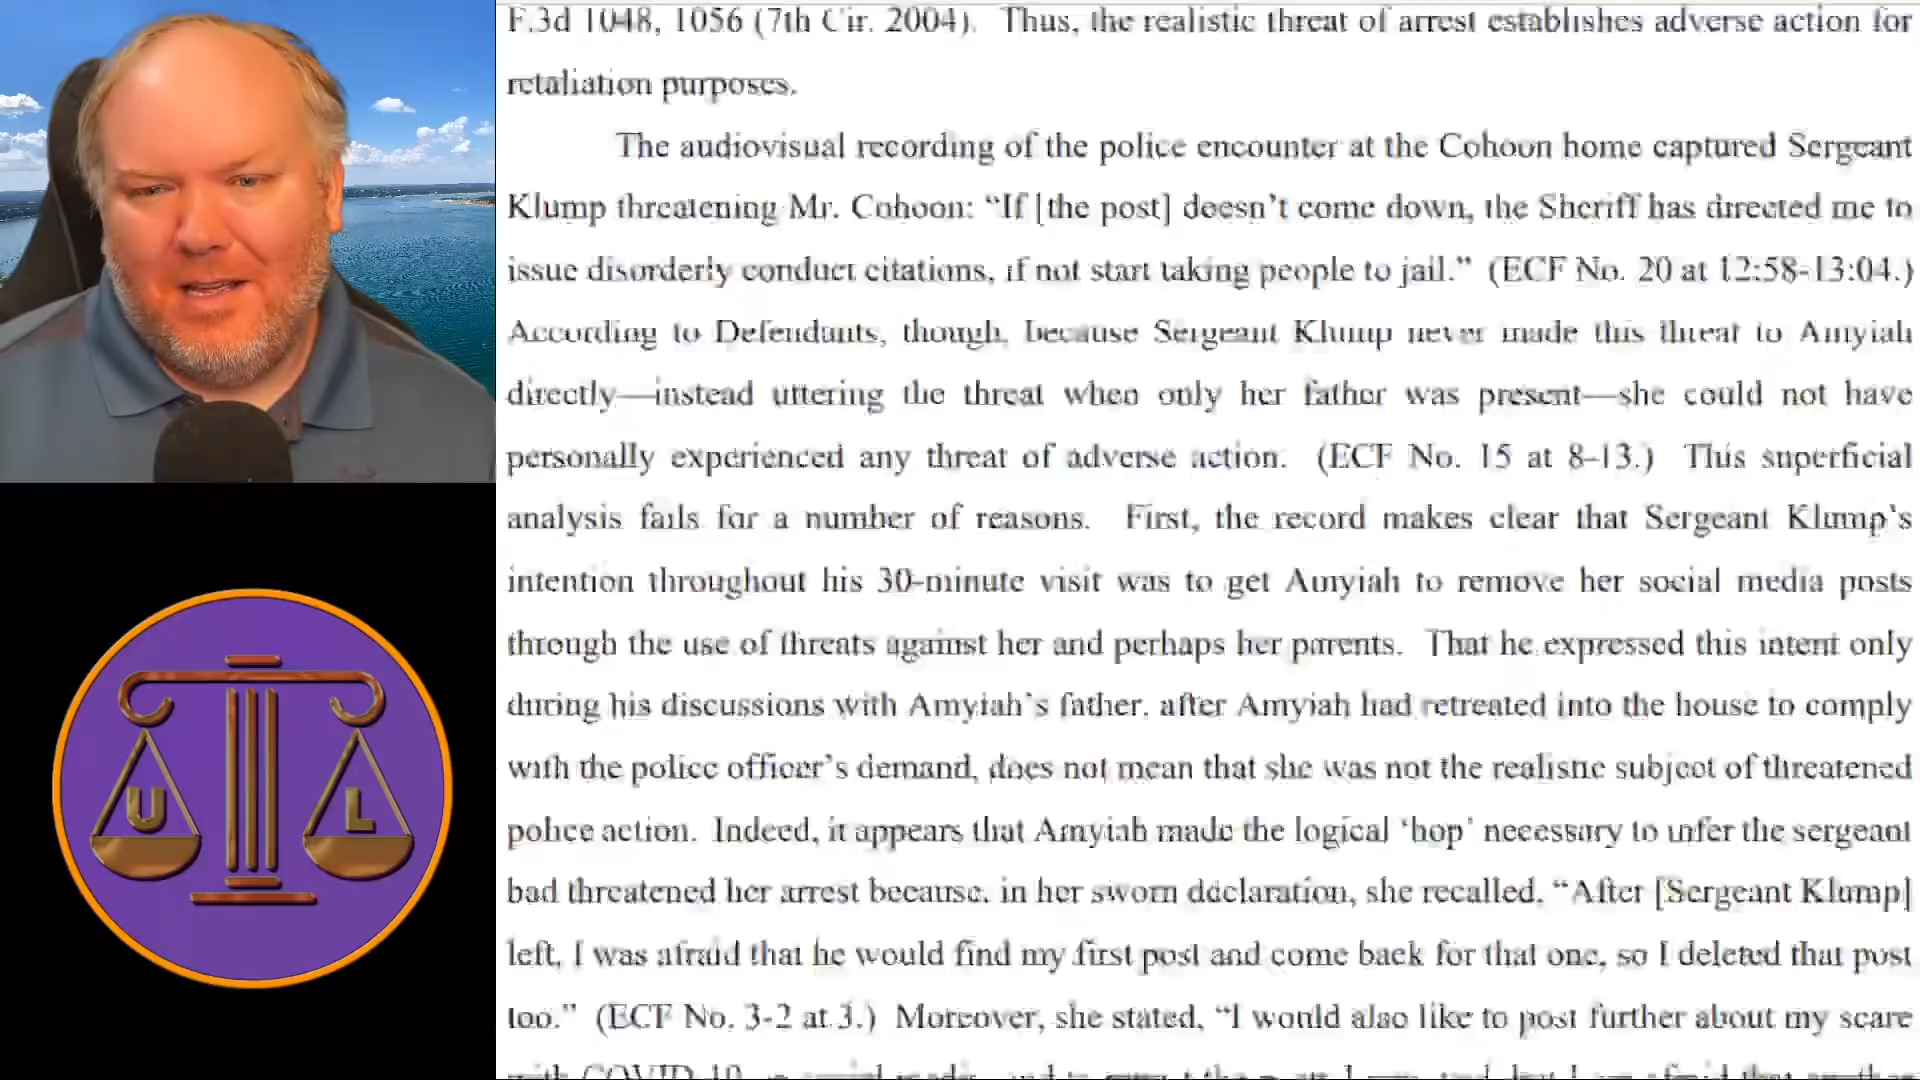 F.3d 1048, 1056 (7th Cir. 2004). Thus, the realistic threat of arrest establishes adverse action for
retaliation purposes.
The audiovisual recording of the police encounter at the Cohoon home captured Sergeant
Klump threatening Mr. Cohoon: “If [the post] doesn’t come down, the Sheriff has directed me to
issue disorderly conduct citations, if not start taking people to jail.” (ECF No. 20 at 12:58-13:04.)
According to Defendants, though, because Sergeant Klump never made this threat to Amyiah
directly—instead uttering the threat when only her father was present—she could not have
personally experienced any threat of adverse action. (ECF No. 15 at 8–13.) This superficial
analysis fails for a number of reasons. First, the record makes clear that Sergeant Klump’s
intention throughout his 30-minute visit was to get Amyiah to remove her social media posts
through the use of threats against her and perhaps her parents. That he expressed this intent only
during his discussions with Amyiah’s father, after Amyiah had retreated into the house to comply
with the police officer’s demand, does not mean that she was not the realistic subject of threatened
police action. Indeed, it appears that Amyiah made the logical ‘hop’ necessary to infer the sergeant
had threatened her arrest because, in her sworn declaration, she recalled, “After [Sergeant Klump]
left, I was afraid that he would find my first post and come back for that one, so I deleted that post
too.” (ECF No. 3-2 at 3.) Moreover, she stated, “I would also like to post further about my scare
with COVID-19
U L